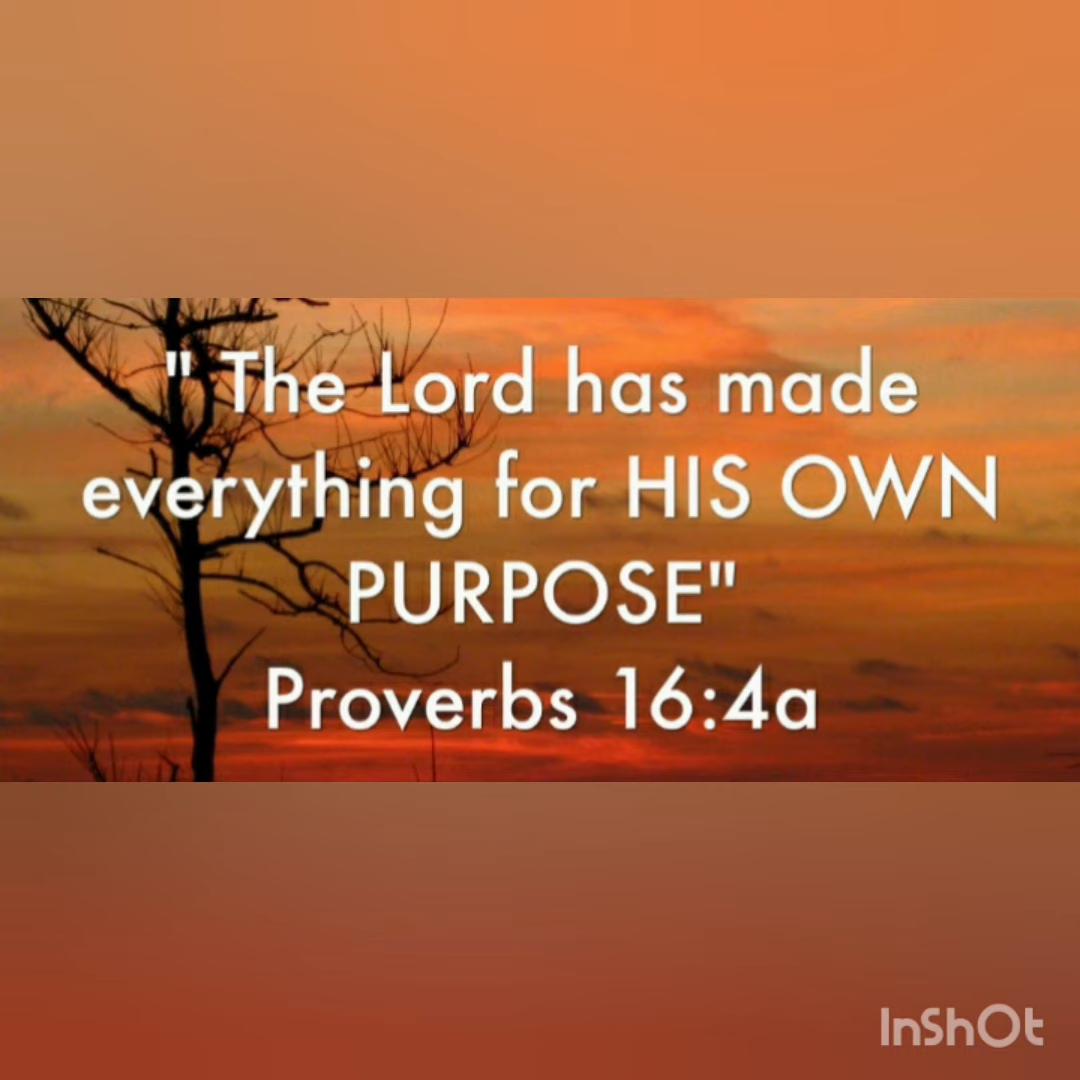 " The Lord has made
everything for HIS OWN
PURPOSE"
Proverbs 16:4a
InShOt